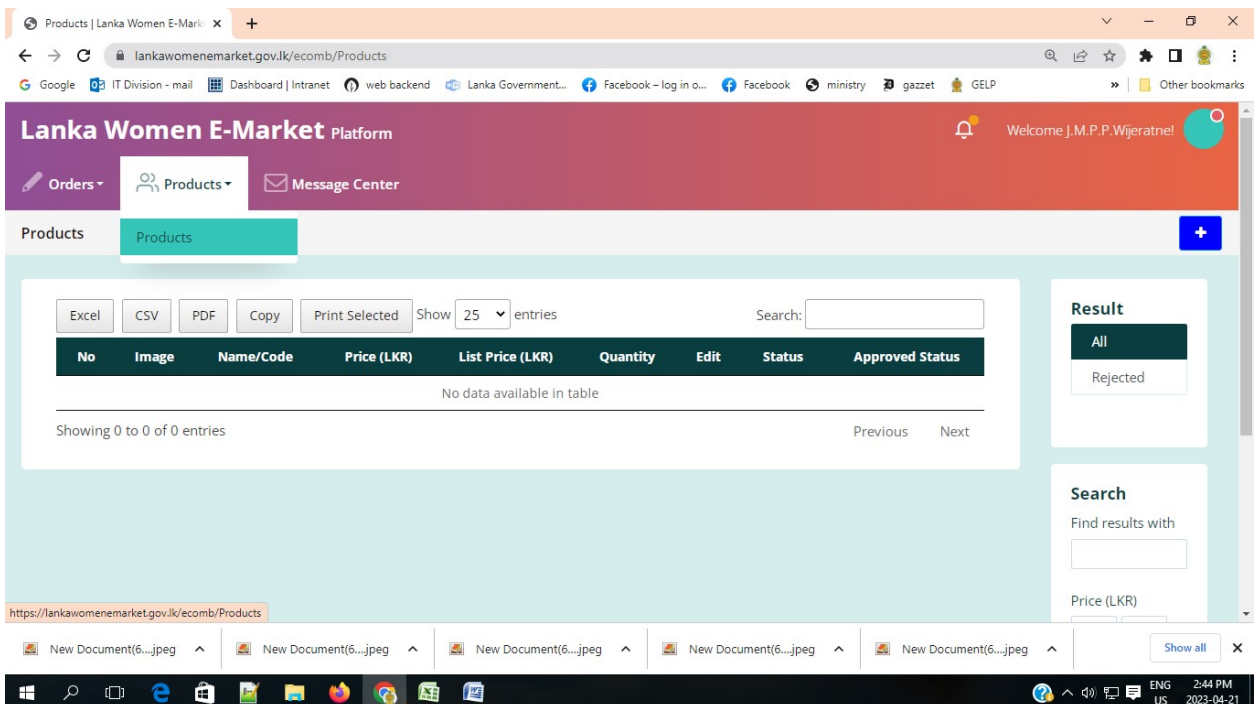 Products | Lanka Women E-Mark
lankawomenemarket.gov.lk/ecomb/Products
Google IT Division - mail Dashboard | Intranet web backend Lanka Government... Facebook – log in o... Facebook ministry gazzet GELP » Other bookmarks
Lanka Women E-Market Platform
Welcome J.M.P.P.Wijeratne!
Orders Products Message Center
Products
Products
+
Excel CSV PDF Copy Print Selected Show 25 entries Search:
No Image Name/Code Price (LKR) List Price (LKR) Quantity Edit Status Approved Status
No data available in table
Showing 0 to 0 of 0 entries
Previous Next
Result
All
Rejected
Search
Find results with
Price (LKR)
https://lankawomenemarket.gov.lk/ecomb/Products
New Document(6....jpeg New Document(6....jpeg New Document(6....jpeg New Document(6....jpeg New Document(6....jpeg Show all
ENG 2:44 PM
US 2023-04-21